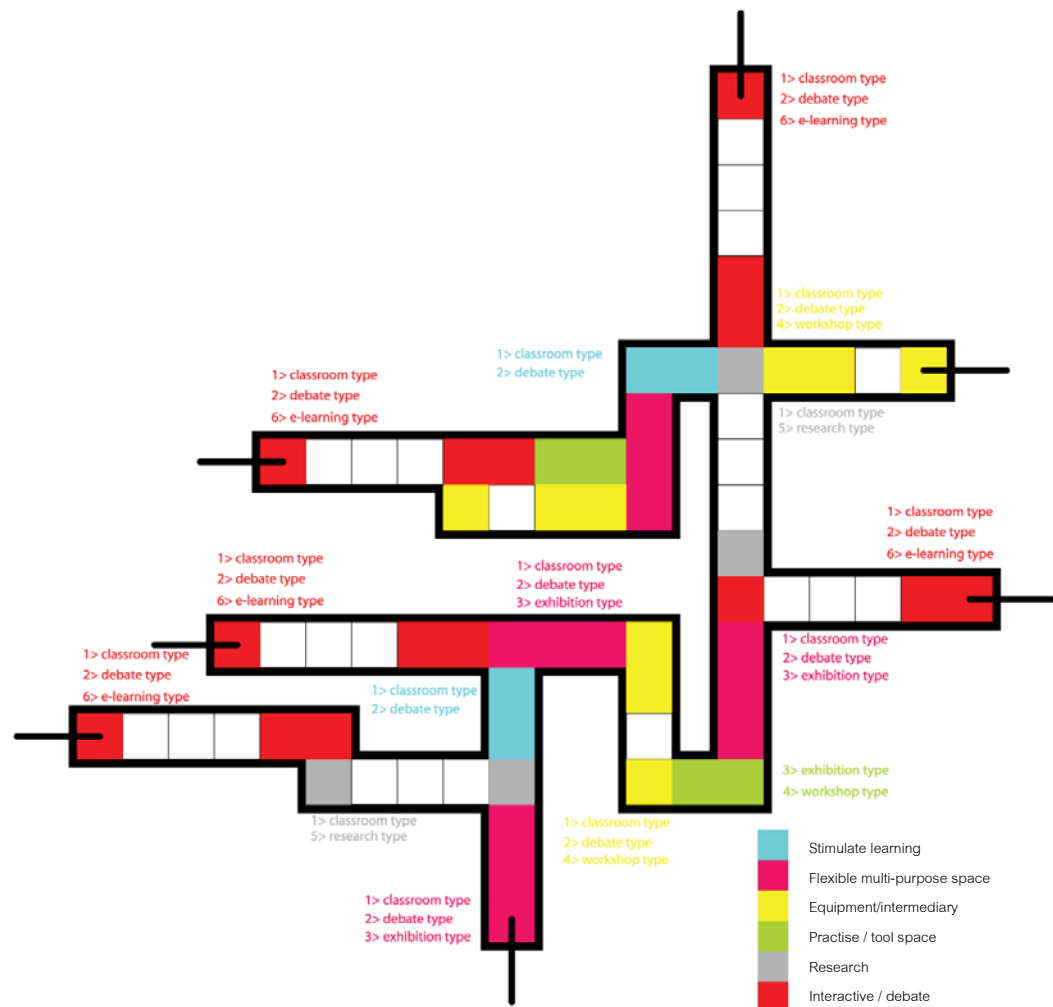 1> classroom type
2> debate type
6> e-learning type
1> classroom type
2> debate type
4> workshop type
1> classroom type
2> debate type
1> classroom type
2> debate type
6> e-learning type
1> classroom type
5> research type
1> classroom type
2> debate type
6> e-learning type
1> classroom type
2> debate type
6> e-learning type
1> classroom type
2> debate type
3> exhibition type
1> classroom type
2> debate type
3> exhibition type
1> classroom type
2> debate type
6> e-learning type
1> classroom type
2> debate type
3> exhibition type
4> workshop type
1> classroom type
5> research type
1> classroom type
2> debate type
4> workshop type
1> classroom type
2> debate type
3> exhibition type
Stimulate learning
Flexible multi-purpose space
Equipment/intermediary
Practise / tool space
Research
Interactive / debate